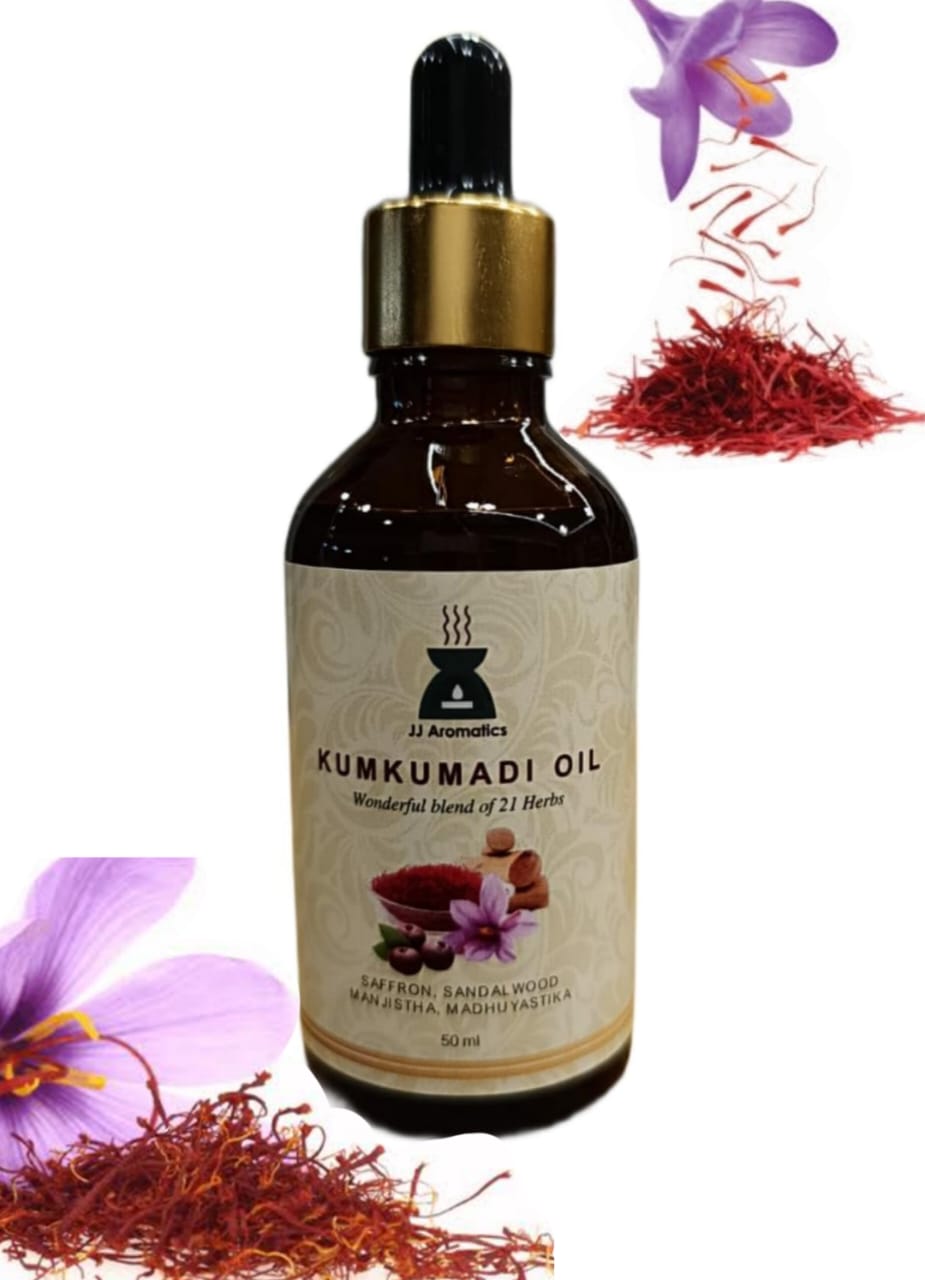 JJ Aromatics
KUMKUMADI OIL
Wonderful blend of 21 Herbs
SAFFRON, SANDALWOOD
MANJISTHA, MADHUYASTIKA
50 ml